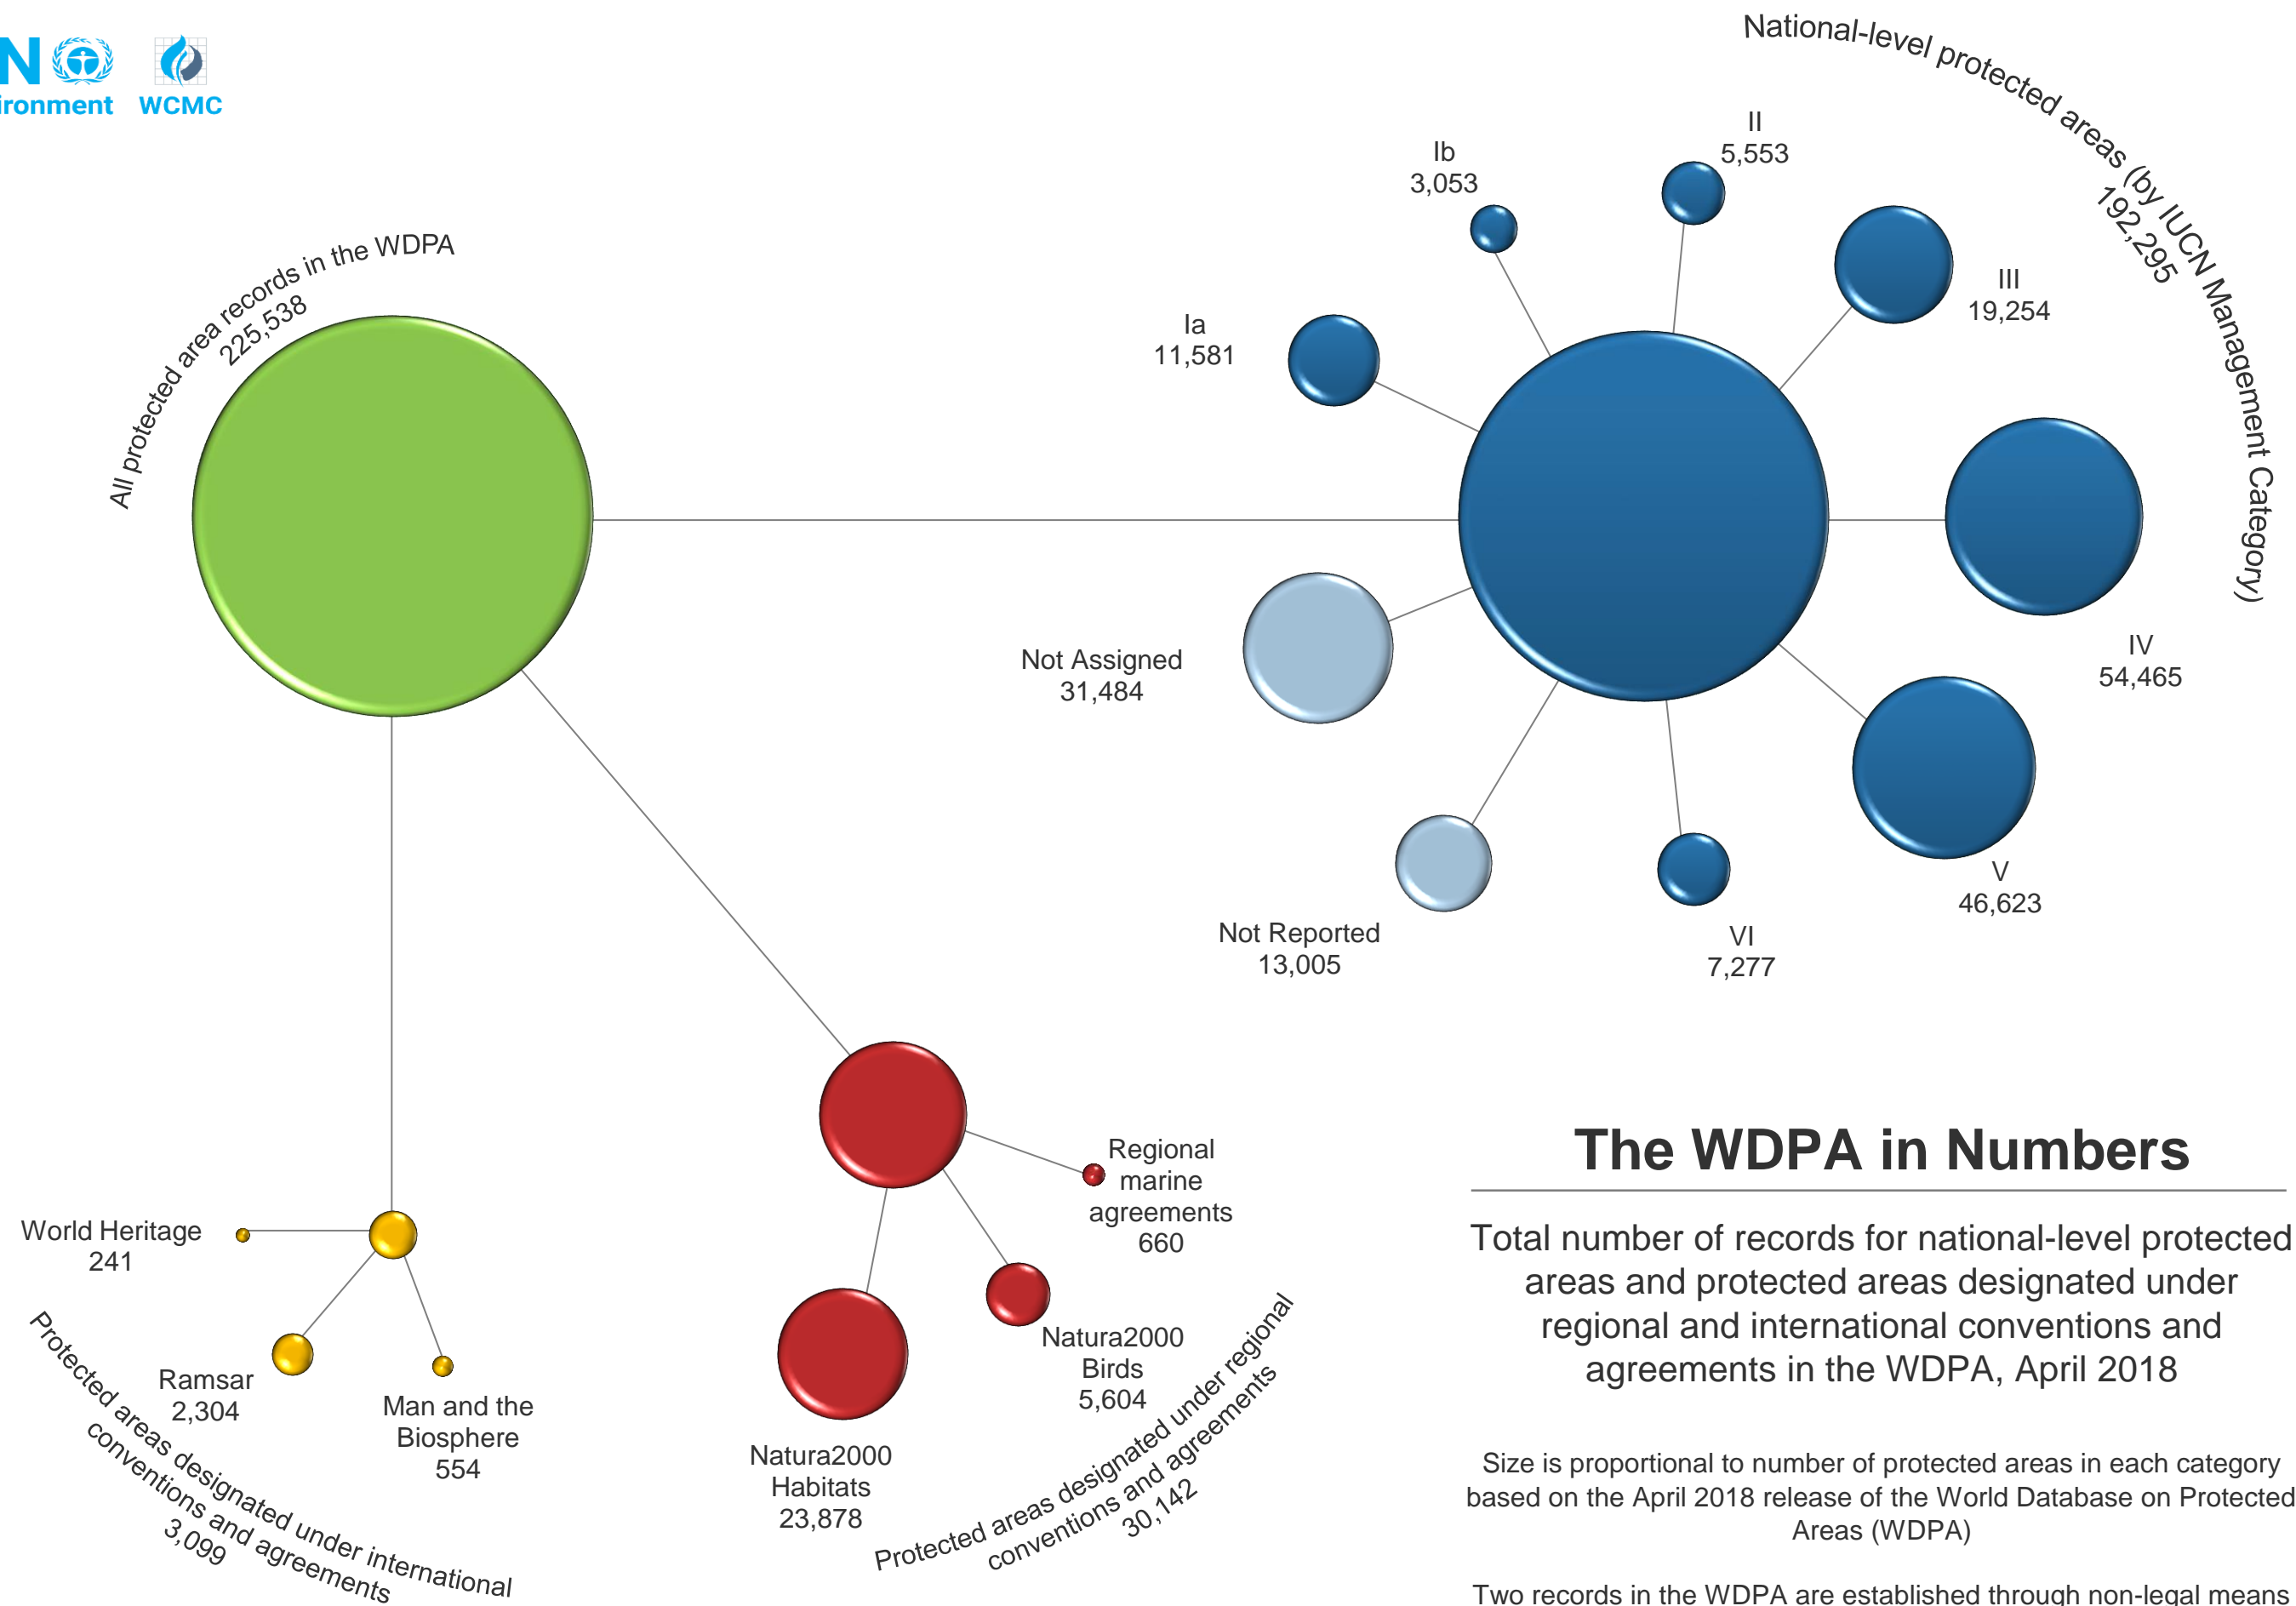 N
ironment WCMC
National-level protected areas (by IUCN Management Category)
192,295
II
5,553
Ib
3,053
III
19,254
All protected area records in the WDPA
225,538
Ia
11,581
IV
54,465
Not Assigned
31,484
V
46,623
Not Reported
13,005
VI
7,277
Regional
marine
agreements
660
World Heritage
241
Natura2000
Birds
5,604
Ramsar
2,304
Man and the
Biosphere
554
Natura2000
Habitats
23,878
Protected areas designated under international
conventions and agreements
3,099
Protected areas designated under regional
conventions and agreements
30,142
The WDPA in Numbers
Total number of records for national-level protected
areas and protected areas designated under
regional and international conventions and
agreements in the WDPA, April 2018
Size is proportional to number of protected areas in each category
based on the April 2018 release of the World Database on Protected
Areas (WDPA)
Two records in the WDPA are established through non-legal means